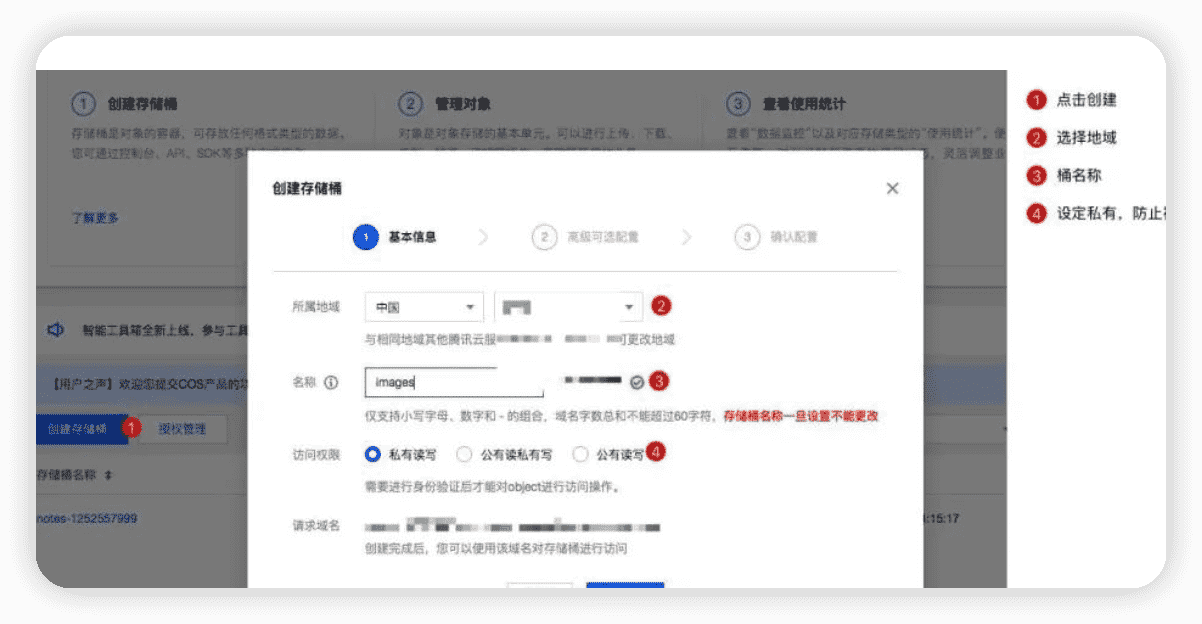 1 创建存储桶
存储桶是对象的容器，可存放任何格式类型的数据。
您可通过控制台、API、SDK等多
了解更多
2 管理对象
对象是对象存储的基本单元。可以进行上传、下载、
3 查看使用统计
查看“数据监控”以及对应存储类型的“使用统计”。便
灵活调整业
1 点击创建
2 选择地域
3 桶名称
4 设定私有，防止
智能工具箱全新上线，参与工具
【用户之声】欢迎您提交COS产品的
创建存储桶 1 授权管理
存储桶名称
notes-1252557999
:15:17
创建存储桶
1 基本信息 2 高级可选配置 3 确认配置
所属地域 中国 2
与相同地域其他腾讯云服 可更改地域
名称 images 3
仅支持小写字母、数字和 - 的组合，域名字数总和不能超过60字符，存储桶名称一旦设置不能更改
访问权限 私有读写 公有读私有写 公有读写 4
需要进行身份验证后才能对object进行访问操作。
请求域名
创建完成后，您可以使用该域名对存储桶进行访问